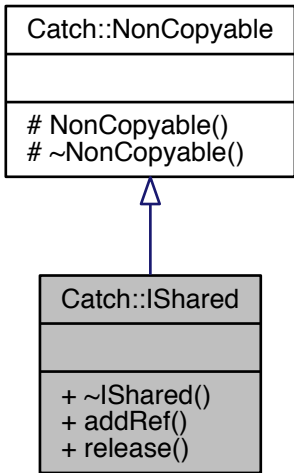 Catch::NonCopyable
# NonCopyable()
# ~NonCopyable()
Catch::IShared
+ ~IShared()
+ addRef()
+ release()